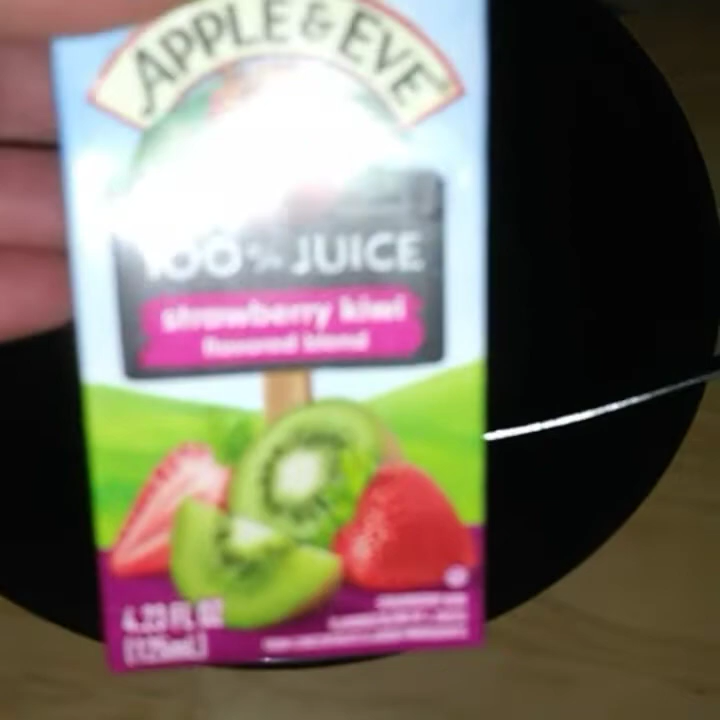 APPLE & EVE
100% JUICE
strawberry kiwi
flavored blend
4.23 FL OZ
(125mL)